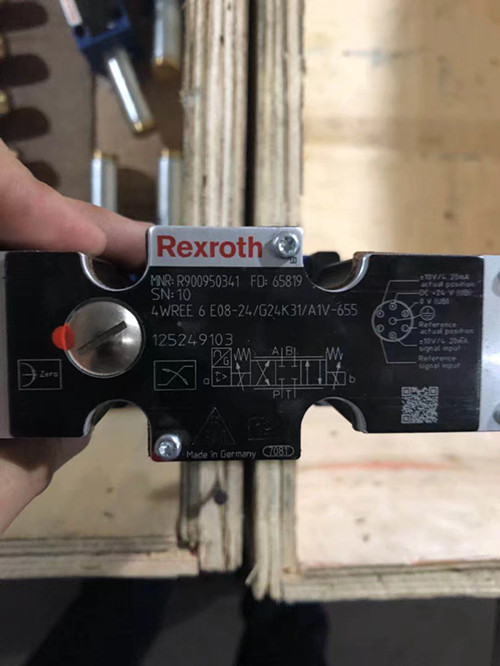 Rexroth
MNR: R900950341 FD: 65819
SN: 10
4WREE 6 E08-24/G24K31/A1V-655
125249103
Zero
A B
a b
P T
Made in Germany 7081
±10V/4..20mA
actual position
DC +24 V (UB)
0 V (UB)
Reference
actual position
±10V/4..20mA
signal input
Reference
signal input